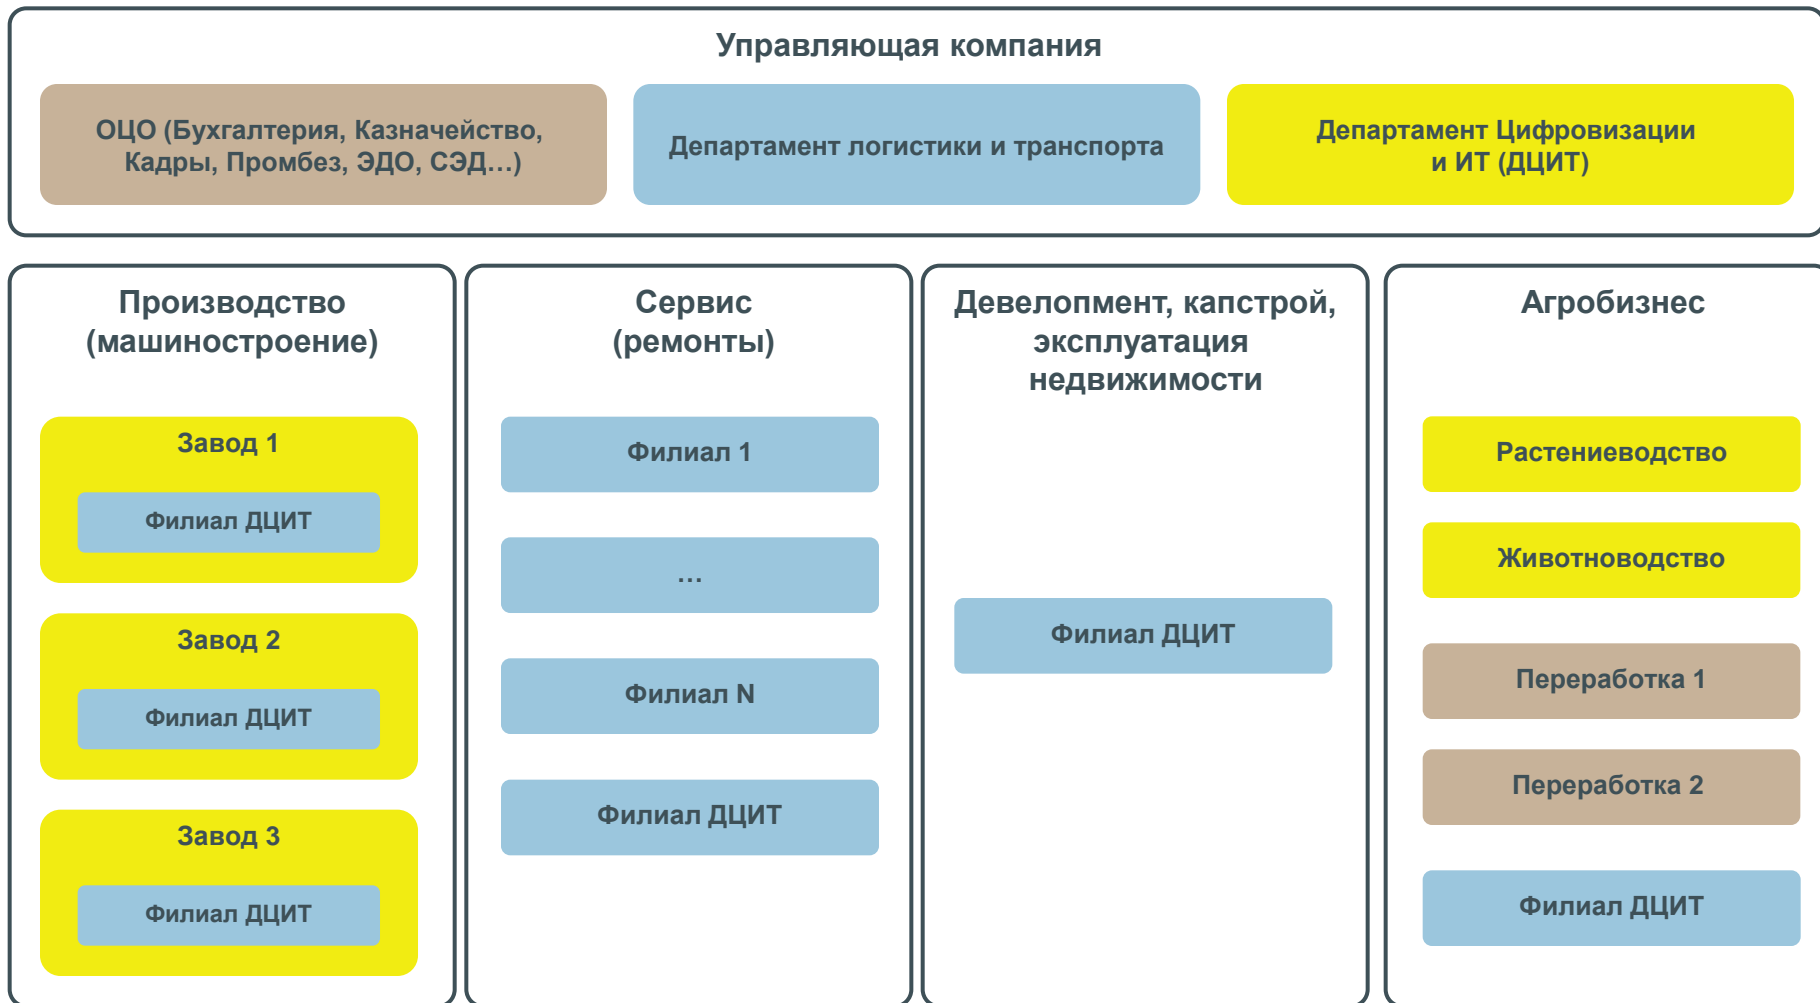 Управляющая компания
ОЦО (Бухгалтерия, Казначейство,
Кадры, Промбез, ЭДО, СЭД...)
Департамент логистики и транспорта
Департамент Цифровизации
и ИТ (ДЦИТ)
Производство
(машиностроение)
Завод 1
Филиал ДЦИТ
Завод 2
Филиал ДЦИТ
Завод 3
Филиал ДЦИТ
Сервис
(ремонты)
Филиал 1
...
Филиал N
Филиал ДЦИТ
Девелопмент, капстрой,
эксплуатация
недвижимости
Филиал ДЦИТ
Агробизнес
Растениеводство
Животноводство
Переработка 1
Переработка 2
Филиал ДЦИТ